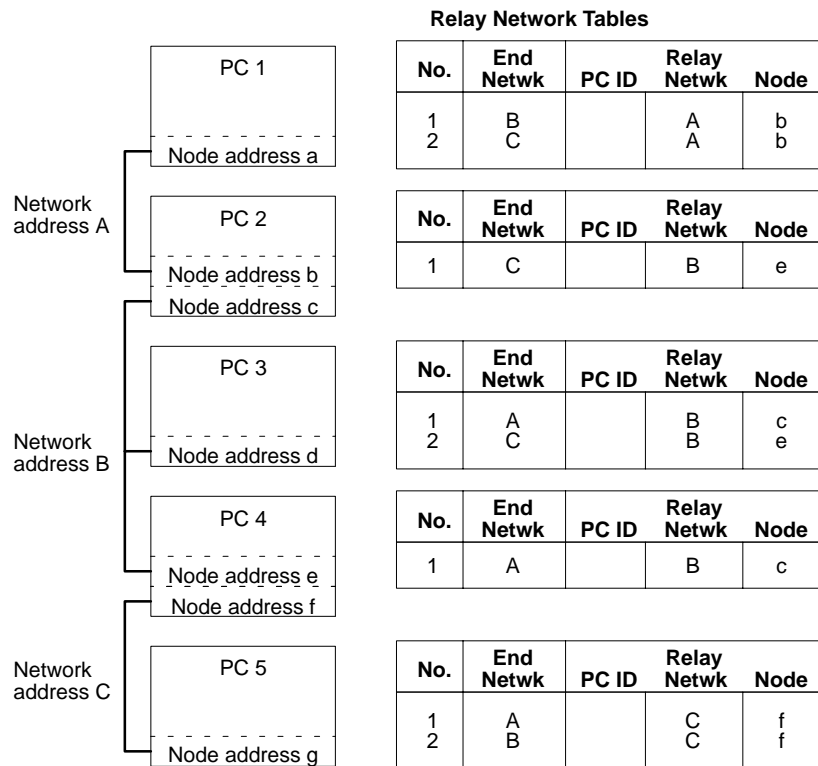 Relay Network Tables
PC 1
Node address a
Network
address A
PC 2
Node address b
Node address c
PC 3
Network
address B
Node address d
PC 4
Node address e
Node address f
Network
address C
PC 5
Node address g
No. End Netwk PC ID Relay Netwk Node
1 B A b
2 C A b
No. End Netwk PC ID Relay Netwk Node
1 C B e
No. End Netwk PC ID Relay Netwk Node
1 A B c
2 C B e
No. End Netwk PC ID Relay Netwk Node
1 A B c
No. End Netwk PC ID Relay Netwk Node
1 A C f
2 B C f